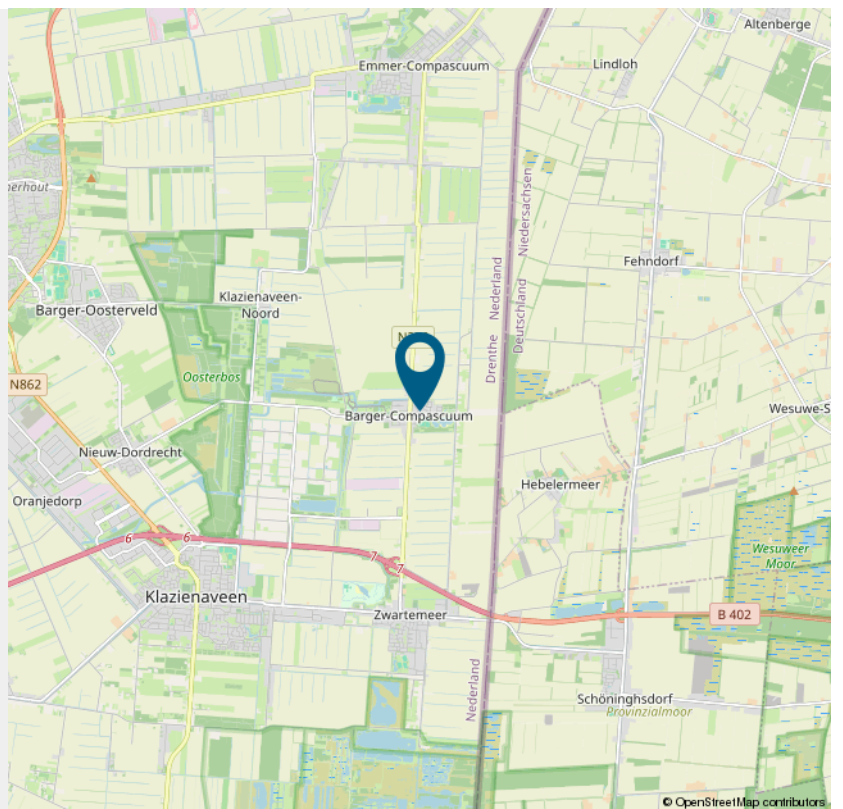 Altenberge
Emmer-Compascuum
Lindloh
Niedersachsen
Nederland
Drenthe
Deutschland
Fehndorf
Klazienaveen-
Noord
Barger-Oosterveld
Oosterbos
N862
Barger-Compascuum
Wesuwe-S
Nieuw-Dordrecht
Hebelermeer
Oranjedorp
6
6
7
7
Wesuweer
Moor
Klazienaveen
Zwartemeer
B 402
Nederland
Schöninghsdorf
Provinzialmoor
© OpenStreetMap contributors